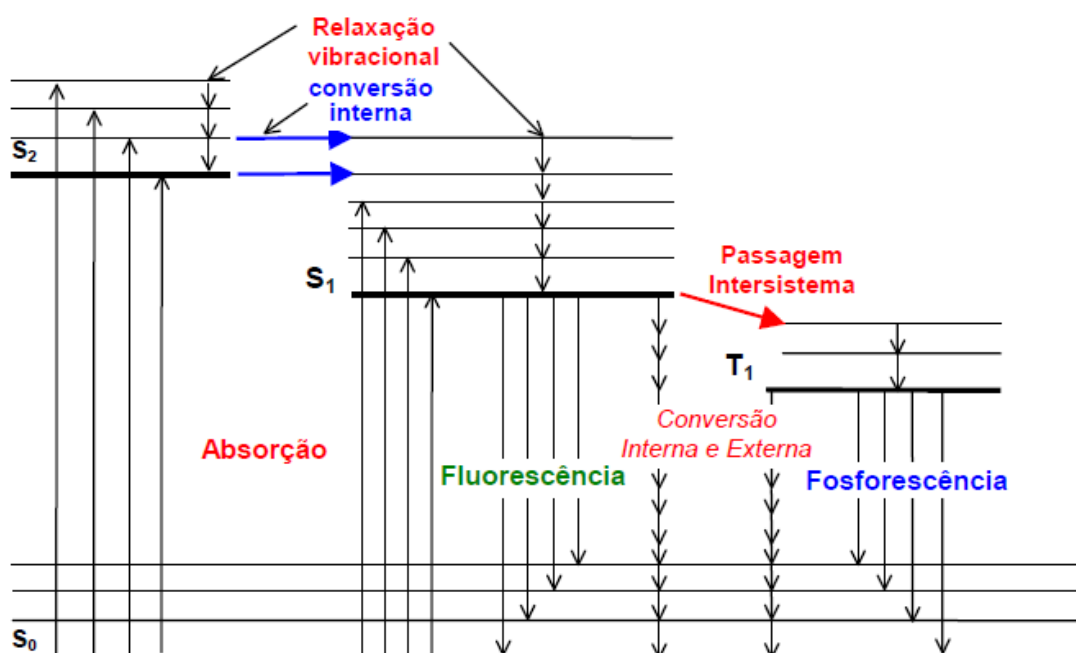 Relaxação
vibracional
conversão
interna
S₂
S₁
Passagem
Intersistema
T₁
Absorção
Fluorescência
Conversão
Interna e Externa
Fosforescência
S₀